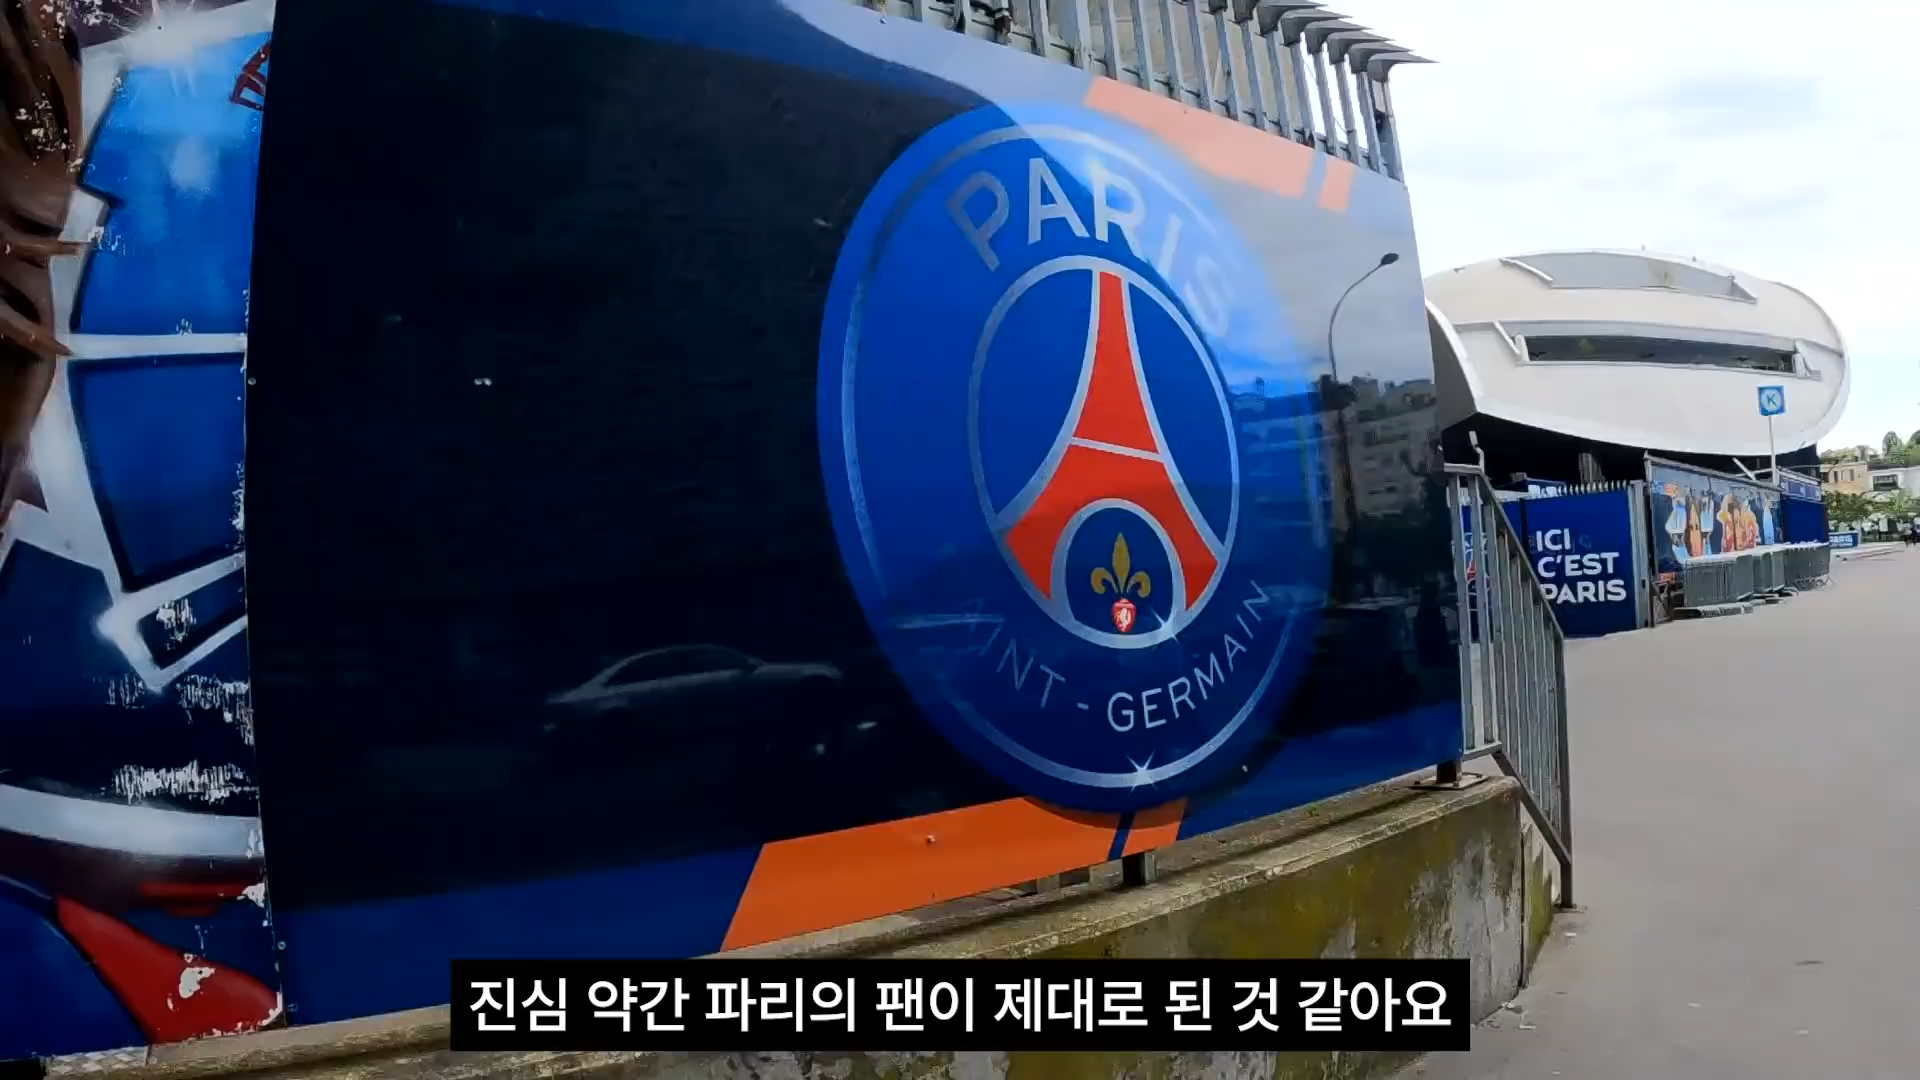 PARIS
INT - GERMAIN
K
ICI
C'EST
PARIS
진심 약간 파리의 팬이 제대로 된 것 같아요